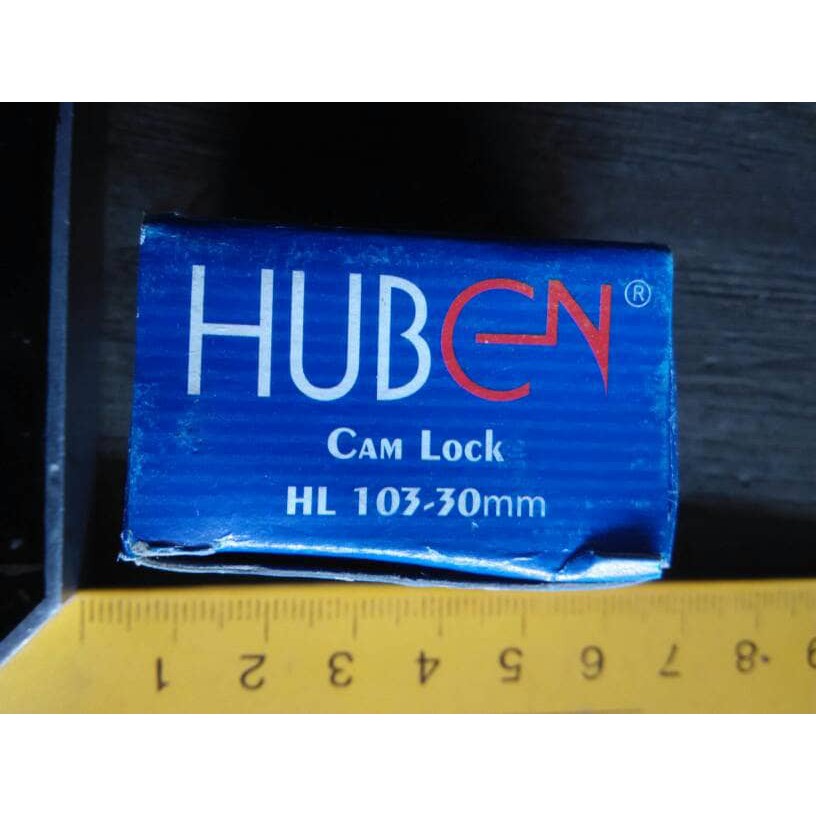 HUBEN®
CAM LOCK
HL 103-30mm
1 2 3 4 5 6 7 8 9